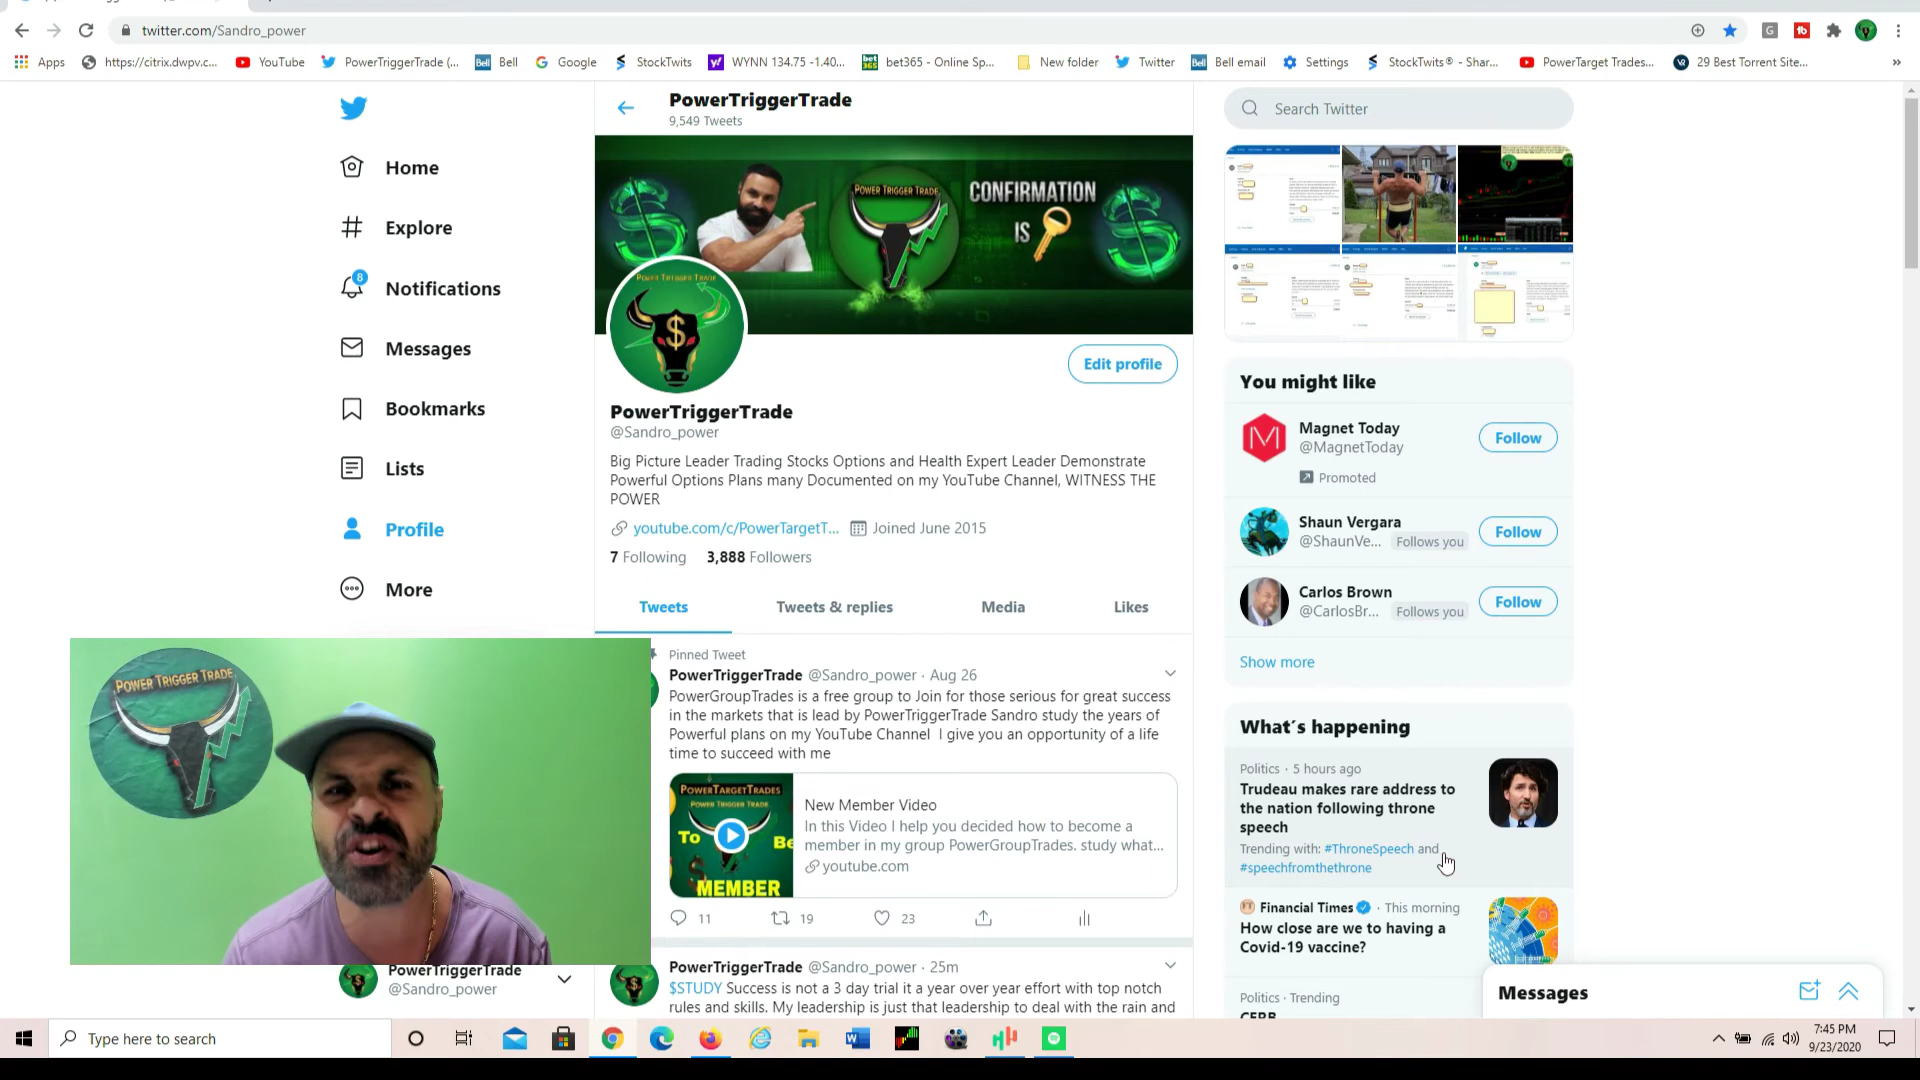 twitter.com/Sandro_power
Apps
https://citrix.dwpv.c...
YouTube
PowerTriggerTrade (...
Bell
Google
StockTwits
WYNN 134.75 -1.40...
bet365 - Online Sp...
New folder
Twitter
Bell email
Settings
StockTwits® - Shar...
PowerTarget Trades...
29 Best Torrent Site...
»
Home
Explore
8
Notifications
Messages
Bookmarks
Lists
Profile
More
POWER TRIGGER TRADE
PowerTriggerTrade
@Sandro_power
PowerTriggerTrade
9,549 Tweets
POWER TRIGGER TRADE
CONFIRMATION
IS
POWER TRIGGER TRADE
Edit profile
PowerTriggerTrade
@Sandro_power
Big Picture Leader Trading Stocks Options and Health Expert Leader Demonstrate
Powerful Options Plans many Documented on my YouTube Channel, WITNESS THE
POWER
youtube.com/c/PowerTargetT...
Joined June 2015
7 Following 3,888 Followers
Tweets
Tweets & replies
Media
Likes
Pinned Tweet
PowerTriggerTrade @Sandro_power · Aug 26
PowerGroupTrades is a free group to Join for those serious for great success
in the markets that is lead by PowerTriggerTrade Sandro study the years of
Powerful plans on my YouTube Channel I give you an opportunity of a life
time to succeed with me
POWERTARGETTRADES
POWER TRIGGER TRADE
To Be
MEMBER
New Member Video
In this Video I help you decided how to become a
member in my group PowerGroupTrades. study what...
youtube.com
11
19
23
PowerTriggerTrade @Sandro_power · 25m
$STUDY Success is not a 3 day trial it a year over year effort with top notch
rules and skills. My leadership is just that leadership to deal with the rain and
Search Twitter
You might like
Magnet Today
@MagnetToday
Promoted
Follow
Shaun Vergara
@ShaunVe... Follows you
Follow
Carlos Brown
@CarlosBr... Follows you
Follow
Show more
What's happening
Politics · 5 hours ago
Trudeau makes rare address to
the nation following throne
speech
Trending with: #ThroneSpeech and
#speechfromthethrone
Financial Times · This morning
How close are we to having a
Covid-19 vaccine?
Politics · Trending
CERB
Messages
Type here to search
7:45 PM
9/23/2020